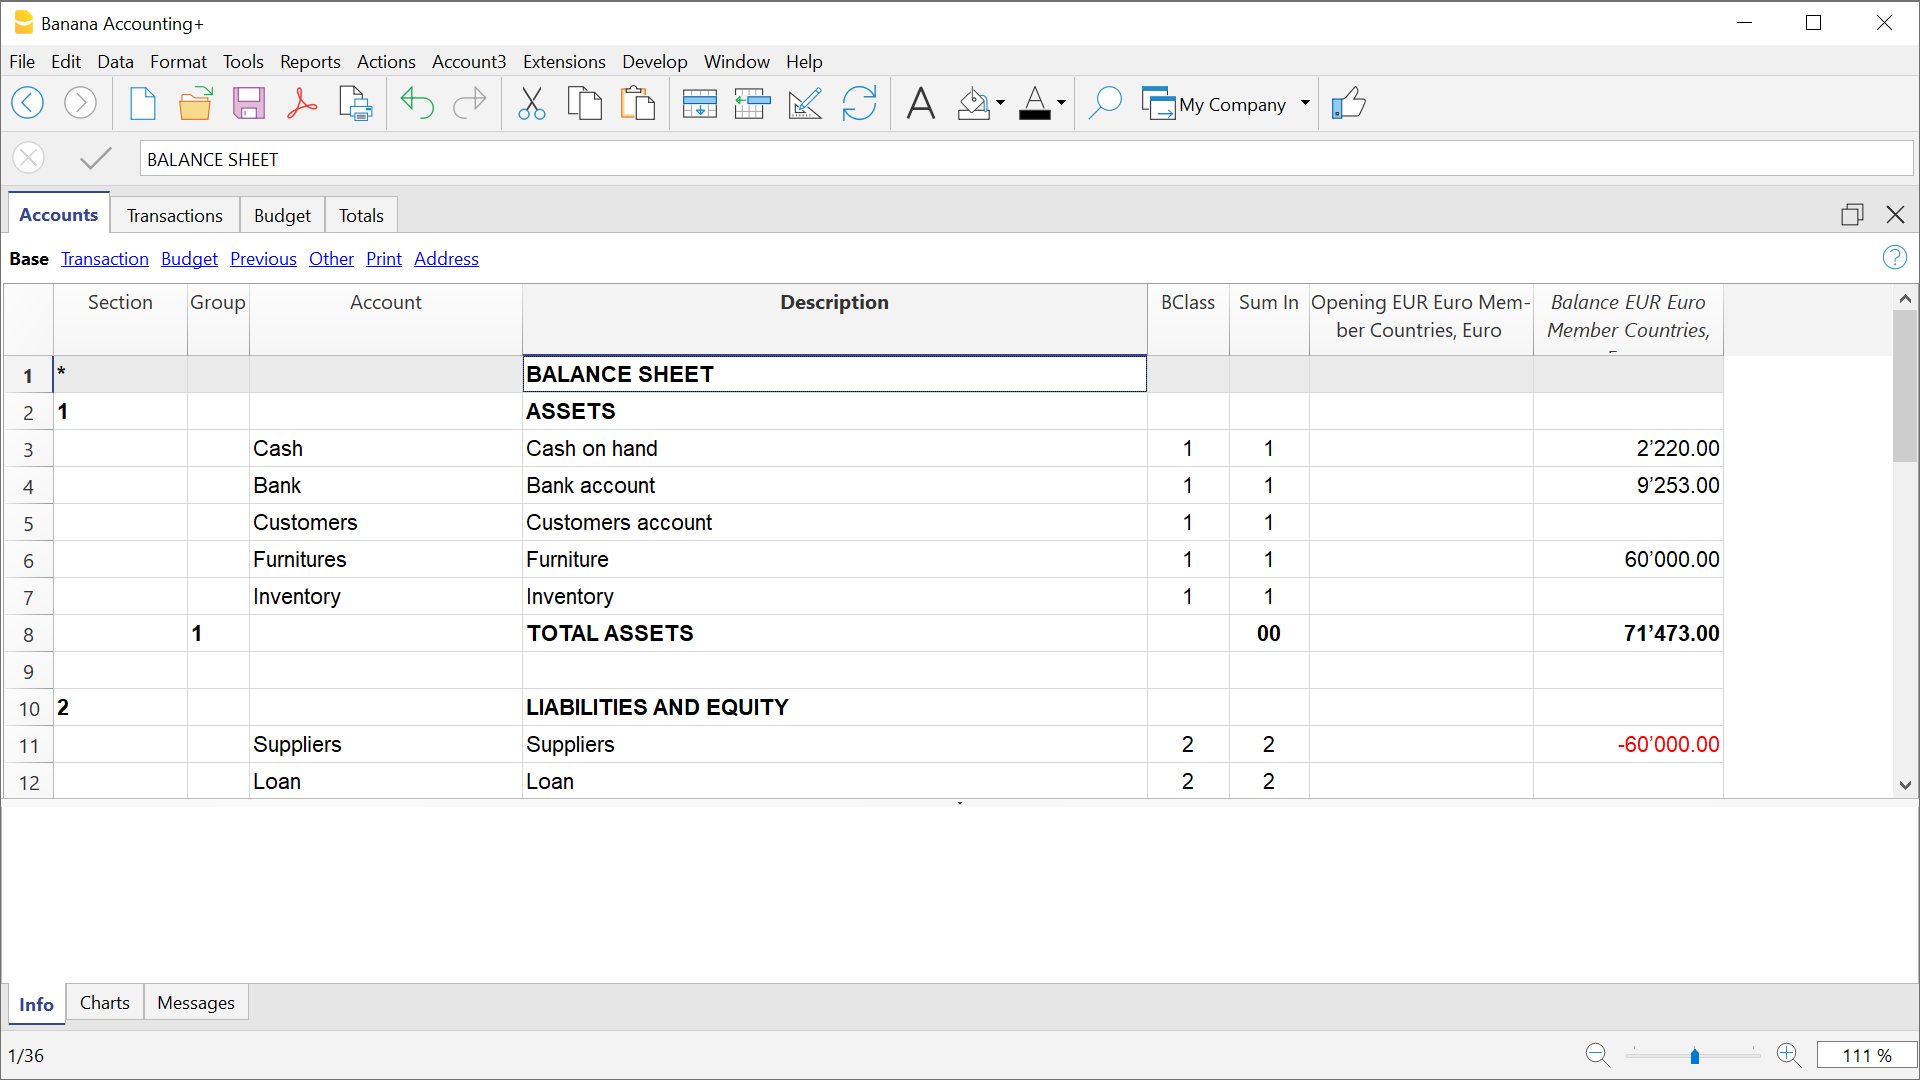 Banana Accounting+
File Edit Data Format Tools Reports Actions Account3 Extensions Develop Window Help
My Company
BALANCE SHEET
Accounts Transactions Budget Totals
Base Transaction Budget Previous Other Print Address
Section Group Account Description BClass Sum In Opening EUR Euro Mem- Balance EUR Euro
ber Countries, Euro Member Countries,
1 * BALANCE SHEET
2 1 ASSETS
3 Cash Cash on hand 1 1 2’220.00
4 Bank Bank account 1 1 9’253.00
5 Customers Customers account 1 1
6 Furnitures Furniture 1 1 60’000.00
7 Inventory Inventory 1 1
8 1 TOTAL ASSETS 00 71’473.00
9
10 2 LIABILITIES AND EQUITY
11 Suppliers Suppliers 2 2 -60’000.00
12 Loan Loan 2 2
Info Charts Messages
1/36 111 %